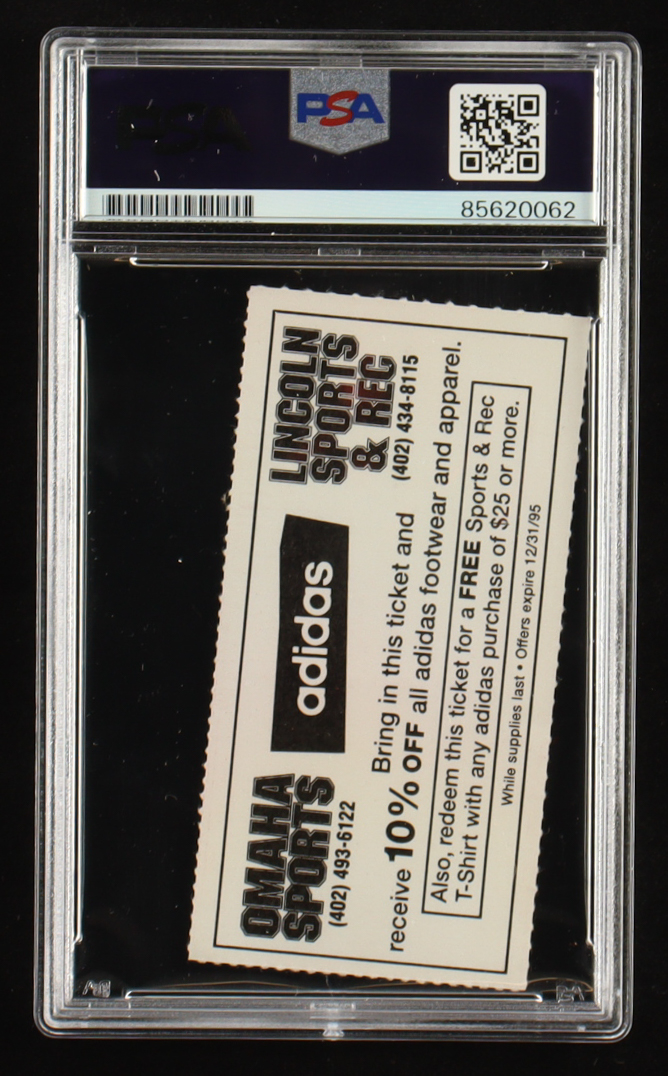 PSA
85620062
OMAHA
SPORTS
(402) 493-6122
adidas
LINCOLN
SPORTS
& REC
(402) 434-8115
Bring in this ticket and
receive 10% OFF all adidas footwear and apparel.
Also, redeem this ticket for a FREE Sports & Rec
T-Shirt with any adidas purchase of $25 or more.
While supplies last • Offers expire 12/31/95